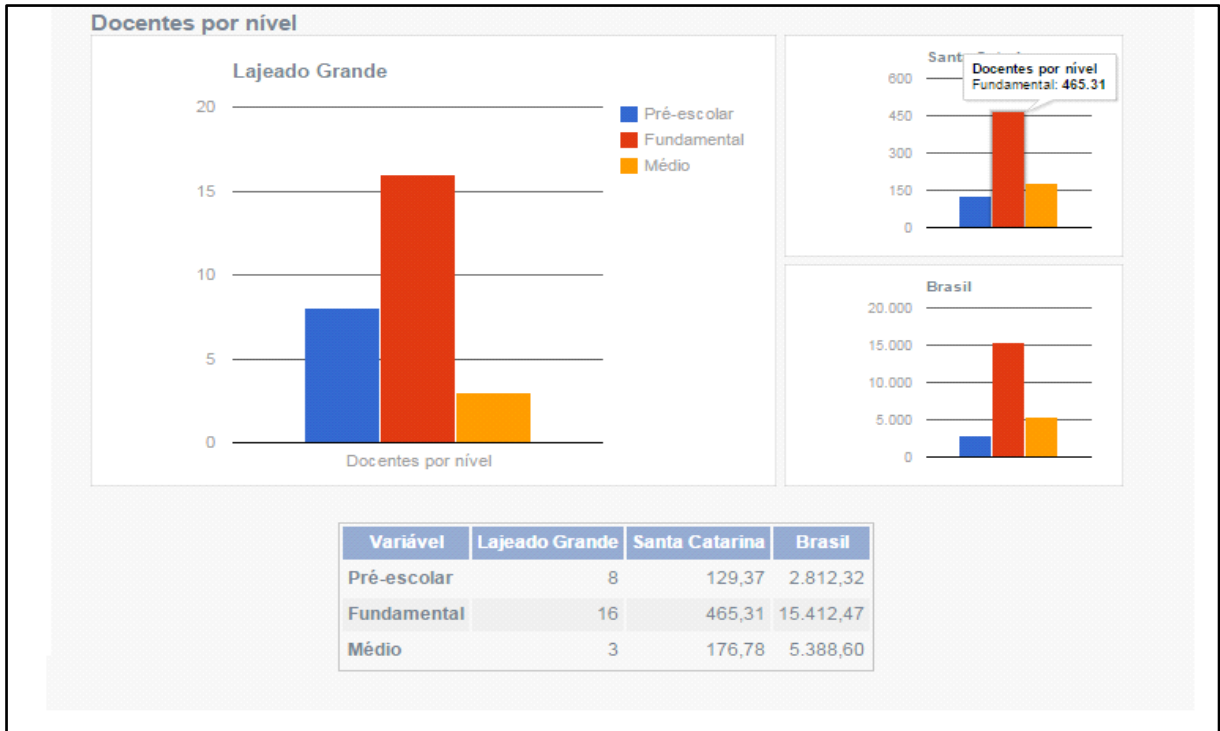 Docentes por nível
Lajeado Grande
20
15
10
5
0
Docentes por nível
Pré-escolar
Fundamental
Médio
Docentes por nível
Fundamental: 465.31
600
450
300
150
0
Brasil
20.000
15.000
10.000
5.000
0
Variável Lajeado Grande Santa Catarina Brasil
Pré-escolar 8 129,37 2.812,32
Fundamental 16 465,31 15.412,47
Médio 3 176,78 5.388,60